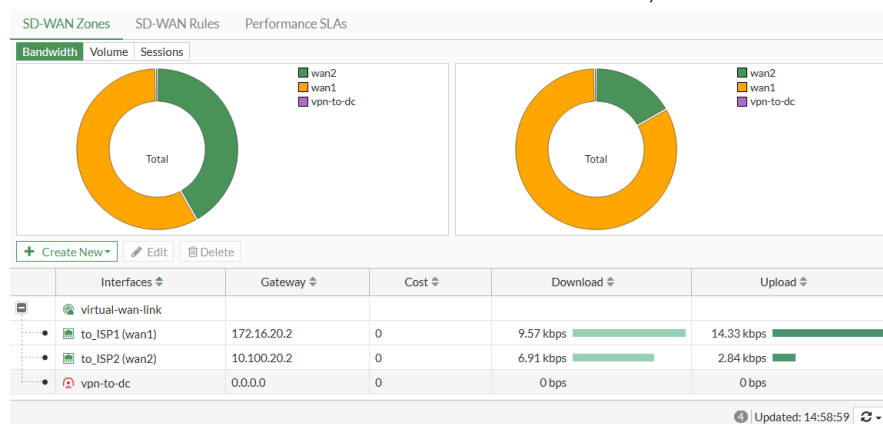 SD-WAN Zones SD-WAN Rules Performance SLAs
Bandwidth Volume Sessions
wan2
wan1
vpn-to-dc
Total
wan2
wan1
vpn-to-dc
Total
+ Create New Edit Delete
Interfaces Gateway Cost Download Upload
virtual-wan-link
to_ISP1 (wan1) 172.16.20.2 0 9.57 kbps 14.33 kbps
to_ISP2 (wan2) 10.100.20.2 0 6.91 kbps 2.84 kbps
vpn-to-dc 0.0.0.0 0 0 bps 0 bps
4 Updated: 14:58:59